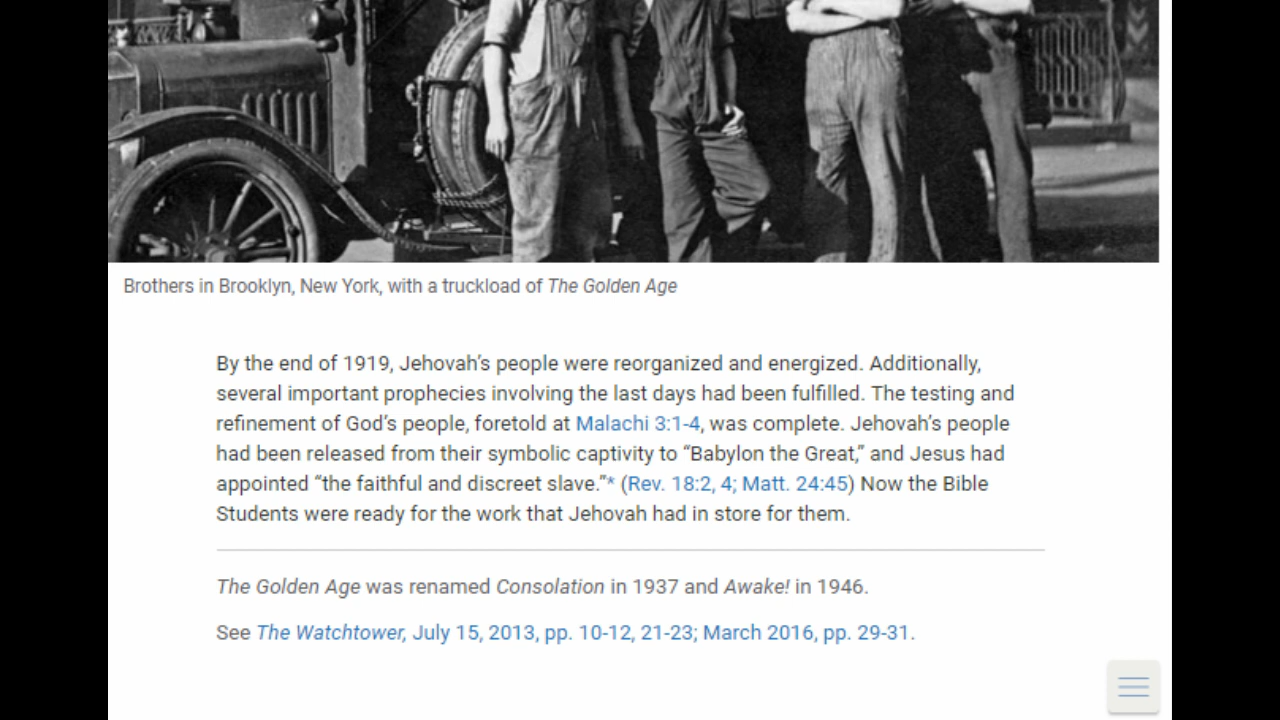 Brothers in Brooklyn, New York, with a truckload of The Golden Age
By the end of 1919, Jehovah’s people were reorganized and energized. Additionally,
several important prophecies involving the last days had been fulfilled. The testing and
refinement of God’s people, foretold at Malachi 3:1-4, was complete. Jehovah’s people
had been released from their symbolic captivity to “Babylon the Great,” and Jesus had
appointed “the faithful and discreet slave.”* (Rev. 18:2, 4; Matt. 24:45) Now the Bible
Students were ready for the work that Jehovah had in store for them.
The Golden Age was renamed Consolation in 1937 and Awake! in 1946.
See The Watchtower, July 15, 2013, pp. 10-12, 21-23; March 2016, pp. 29-31.